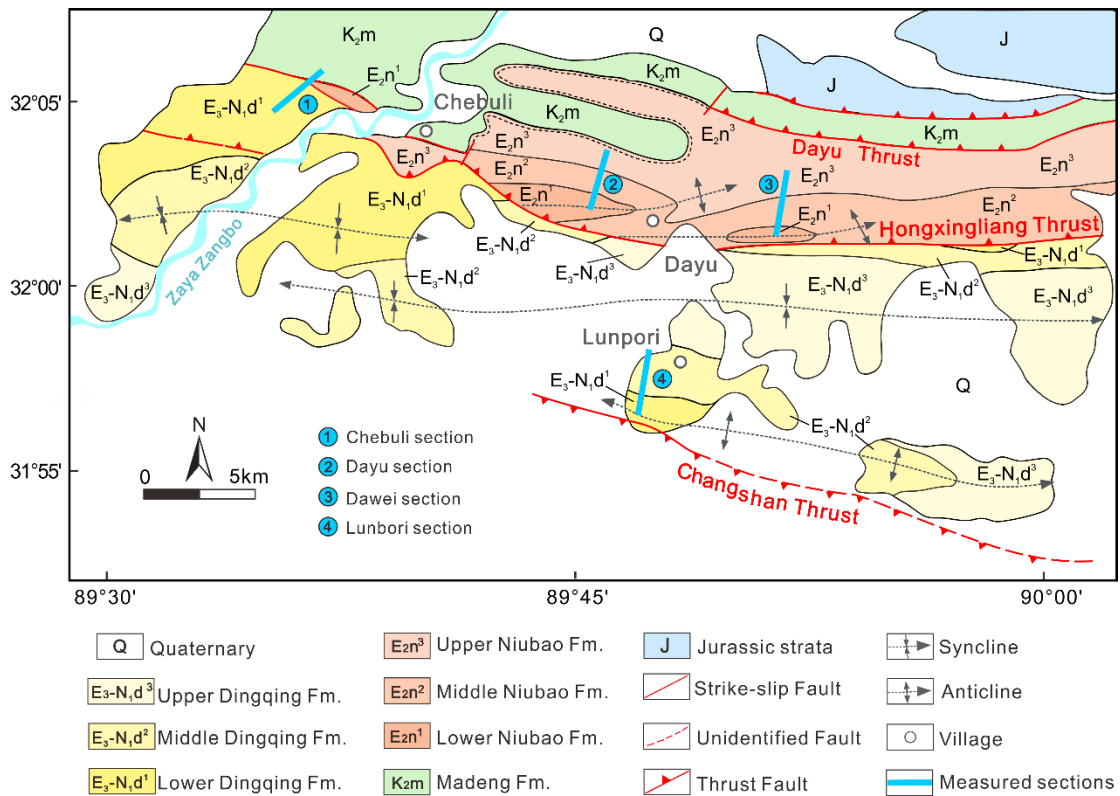 K₂m
Q
J
E₂n¹
K₂m
J
32°05'
E₃-N₁d¹
1
Chebuli
K₂m
E₂n³
K₂m
Dayu Thrust
E₂n³
E₂n³
E₂n³
E₂n³
E₃-N₁d²
E₂n²
2
3
E₂n²
E₃-N₁d¹
E₂n¹
E₂n¹
Hongxingliang Thrust
E₃-N₁d²
E₃-N₁d¹
Zaya Zangbo
E₃-N₁d³
Dayu
32°00'
E₃-N₁d³
E₃-N₁d²
E₃-N₁d³
E₃-N₁d²
E₃-N₁d³
Lunpori
E₃-N₁d¹
4
Q
E₃-N₁d²
N
1 Chebuli section
0 5km
2 Dayu section
31°55'
E₃-N₁d³
3 Dawei section
Changshan Thrust
4 Lunbori section
89°30' 89°45' 90°00'
Q Quaternary
E₂n³ Upper Niubao Fm.
J Jurassic strata
Syncline
E₃-N₁d³ Upper Dingqing Fm.
E₂n² Middle Niubao Fm.
Strike-slip Fault
Anticline
E₃-N₁d² Middle Dingqing Fm.
E₂n¹ Lower Niubao Fm.
Unidentified Fault
Village
E₃-N₁d¹ Lower Dingqing Fm.
K₂m Madeng Fm.
Thrust Fault
Measured sections